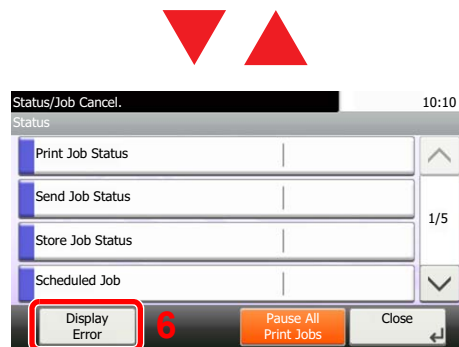 Status/Job Cancel.
10:10
Status
Print Job Status
Send Job Status
1/5
Store Job Status
Scheduled Job
Display
Error
6
Pause All
Print Jobs
Close